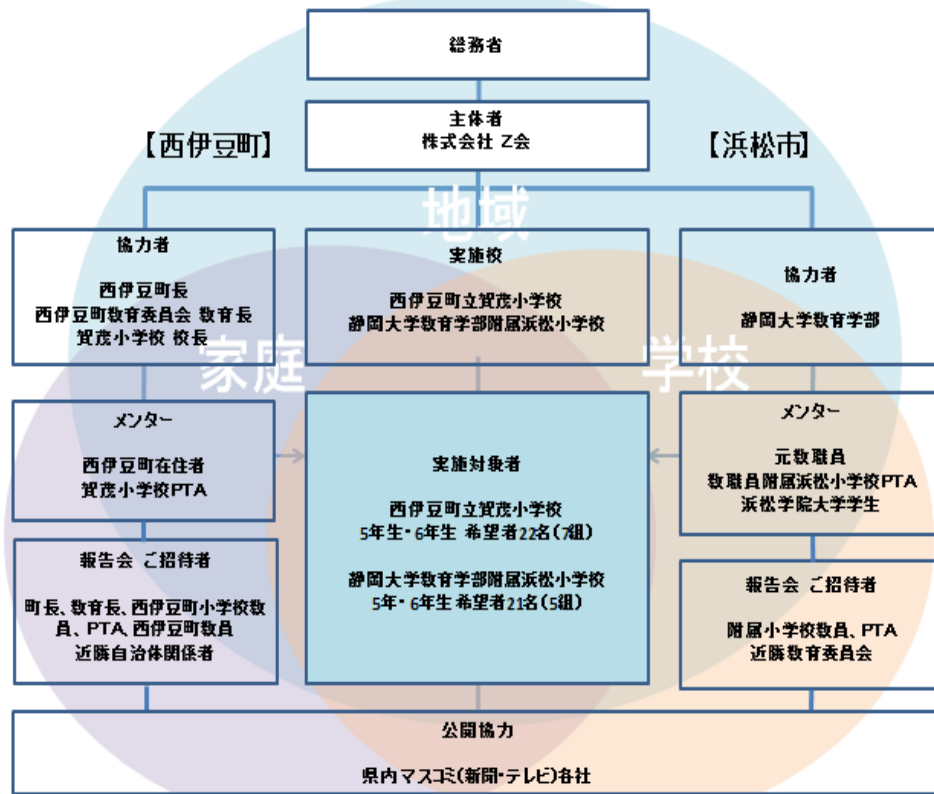 総務省
主体者
株式会社 Z会
【西伊豆町】
【浜松市】
地域
協力者
西伊豆町長
西伊豆町教育委員会 教育長
賀茂小学校 校長
実施校
西伊豆町立賀茂小学校
静岡大学教育学部附属浜松小学校
協力者
静岡大学教育学部
家庭
学校
メンター
西伊豆町在住者
賀茂小学校PTA
実施対象者
西伊豆町立賀茂小学校
5年生・6年生 希望者22名(7組)
静岡大学教育学部附属浜松小学校
5年・6年生 希望者21名(5組)
メンター
元教職員
教職員附属浜松小学校PTA
浜松学院大学学生
報告会 ご招待者
町長、教育長、西伊豆町小学校教
員、PTA、西伊豆町教員
近隣自治体関係者
報告会 ご招待者
附属小学校教員、PTA
近隣教育委員会
公開協力
県内マスコミ(新聞・テレビ)各社